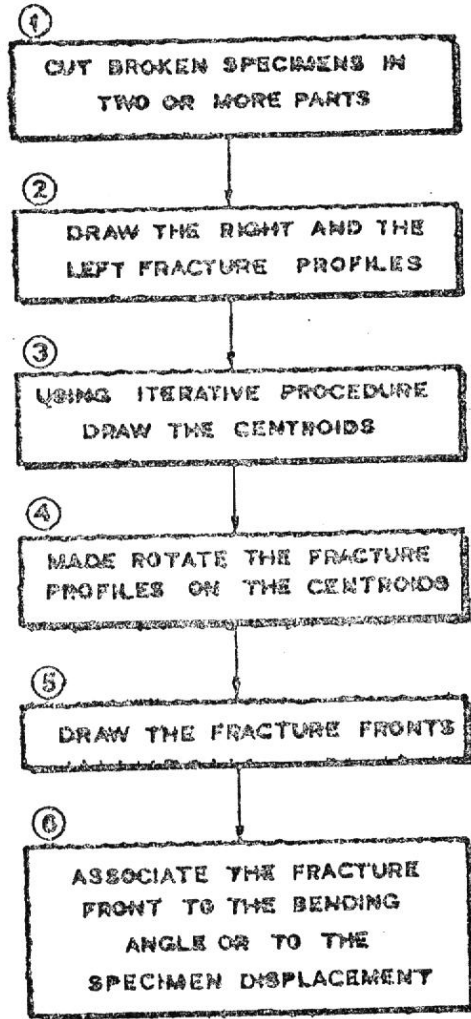 1
CUT BROKEN SPECIMENS IN
TWO OR MORE PARTS
2
DRAW THE RIGHT AND THE
LEFT FRACTURE PROFILES
3
USING ITERATIVE PROCEDURE
DRAW THE CENTROIDS
4
MADE ROTATE THE FRACTURE
PROFILES ON THE CENTROIDS
5
DRAW THE FRACTURE FRONTS
6
ASSOCIATE THE FRACTURE
FRONT TO THE BENDING
ANGLE OR TO THE
SPECIMEN DISPLACEMENT